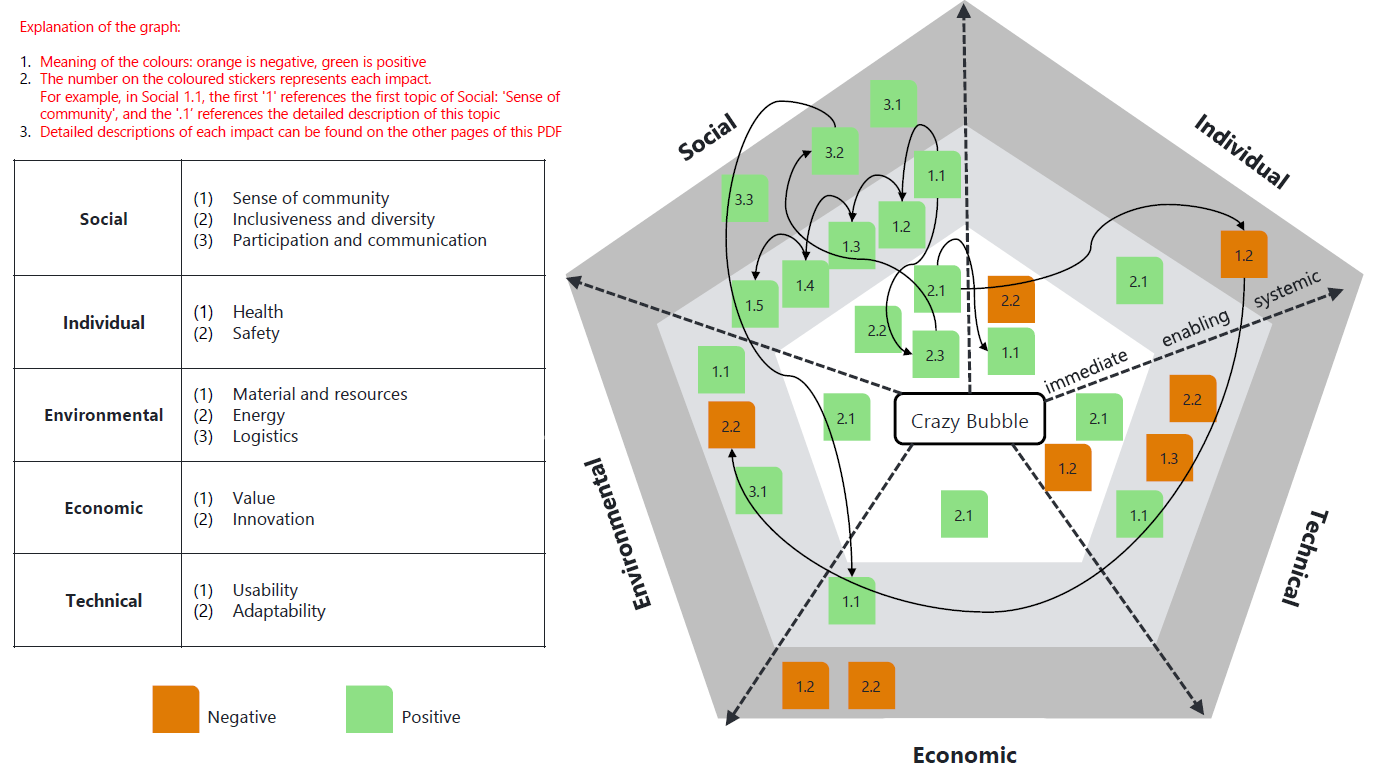 Explanation of the graph:
1. Meaning of the colours: orange is negative, green is positive
2. The number on the coloured stickers represents each impact.
For example, in Social 1.1, the first '1' references the first topic of Social: 'Sense of
community', and the '.1' references the detailed description of this topic
3. Detailed descriptions of each impact can be found on the other pages of this PDF
Social
(1) Sense of community
(2) Inclusiveness and diversity
(3) Participation and communication
Individual
(1) Health
(2) Safety
Environmental
(1) Material and resources
(2) Energy
(3) Logistics
Economic
(1) Value
(2) Innovation
Technical
(1) Usability
(2) Adaptability
Negative
Positive
Social
3.1
3.2
3.3
1.1
1.2
1.3
1.4
1.5
2.1
2.2
2.3
Individual
1.2
2.1
2.2
1.1
immediate
enabling
systemic
Crazy Bubble
Environmental
1.1
2.2
3.1
2.1
Technical
2.1
1.2
2.2
1.3
1.1
2.1
1.1
1.2
2.2
Economic